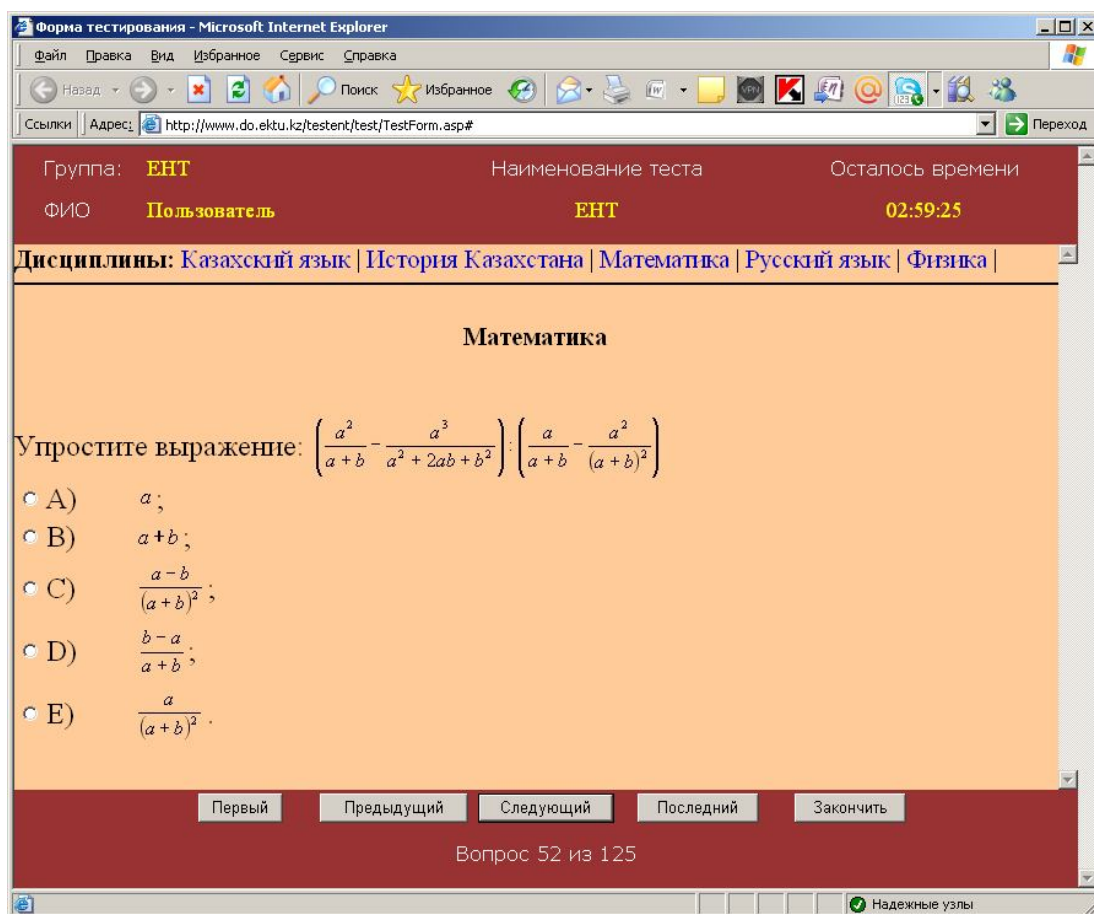 Форма тестирования - Microsoft Internet Explorer
Файл Правка Вид Избранное Сервис Справка
Назад Поиск Избранное
Ссылки Адрес: http://www.do.ektu.kz/testent/test/TestForm.asp# Переход
Группа: ЕНТ Наименование теста Осталось времени
ФИО Пользователь ЕНТ 02:59:25
Дисциплины: Казахский язык | История Казахстана | Математика | Русский язык | Физика |
Математика
Упростите выражение: (a²/(a+b) − a³/(a² + 2ab + b²)) : (a/(a+b) − a²/(a+b)²)
A) a;
B) a+b;
C) (a−b)/(a+b)²;
D) (b−a)/(a+b);
E) a/(a+b)².
Первый Предыдущий Следующий Последний Закончить
Вопрос 52 из 125
Надежные узлы